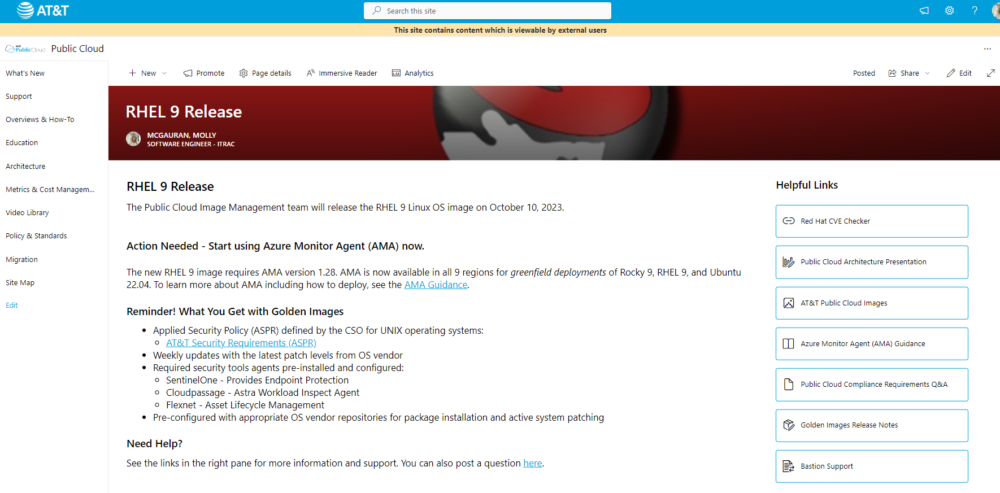 AT&T
Search this site
This site contains content which is viewable by external users
AT&T PublicCloud
Public Cloud
What's New
Support
Overviews & How-To
Education
Architecture
Metrics & Cost Managem...
Video Library
Policy & Standards
Migration
Site Map
Edit
New
Promote
Page details
Immersive Reader
Analytics
Posted
Share
Edit
RHEL 9 Release
MCGAURAN, MOLLY
SOFTWARE ENGINEER - ITRAC
RHEL 9 Release
The Public Cloud Image Management team will release the RHEL 9 Linux OS image on October 10, 2023.
Action Needed - Start using Azure Monitor Agent (AMA) now.
The new RHEL 9 image requires AMA version 1.28. AMA is now available in all 9 regions for greenfield deployments of Rocky 9, RHEL 9, and Ubuntu
22.04. To learn more about AMA including how to deploy, see the AMA Guidance.
Reminder! What You Get with Golden Images
• Applied Security Policy (ASPR) defined by the CSO for UNIX operating systems:
◦ AT&T Security Requirements (ASPR)
• Weekly updates with the latest patch levels from OS vendor
• Required security tools agents pre-installed and configured:
◦ SentinelOne - Provides Endpoint Protection
◦ Cloudpassage - Astra Workload Inspect Agent
◦ Flexnet - Asset Lifecycle Management
• Pre-configured with appropriate OS vendor repositories for package installation and active system patching
Need Help?
See the links in the right pane for more information and support. You can also post a question here.
Helpful Links
Red Hat CVE Checker
Public Cloud Architecture Presentation
AT&T Public Cloud Images
Azure Monitor Agent (AMA) Guidance
Public Cloud Compliance Requirements Q&A
Golden Images Release Notes
Bastion Support